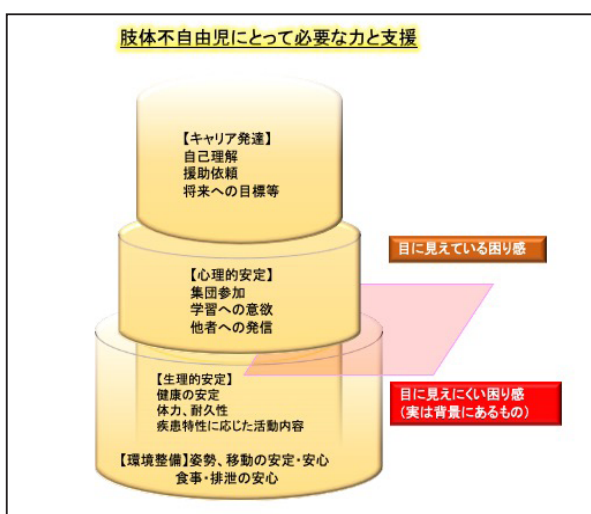 肢体不自由児にとって必要な力と支援
【キャリア発達】
自己理解
援助依頼
将来への目標等
目に見えている困り感
【心理的安定】
集団参加
学習への意欲
他者への発信
【生理的安定】
健康の安定
体力、耐久性
疾患特性に応じた活動内容
目に見えにくい困り感
(実は背景にあるもの)
【環境整備】姿勢、移動の安定・安心
食事・排泄の安心